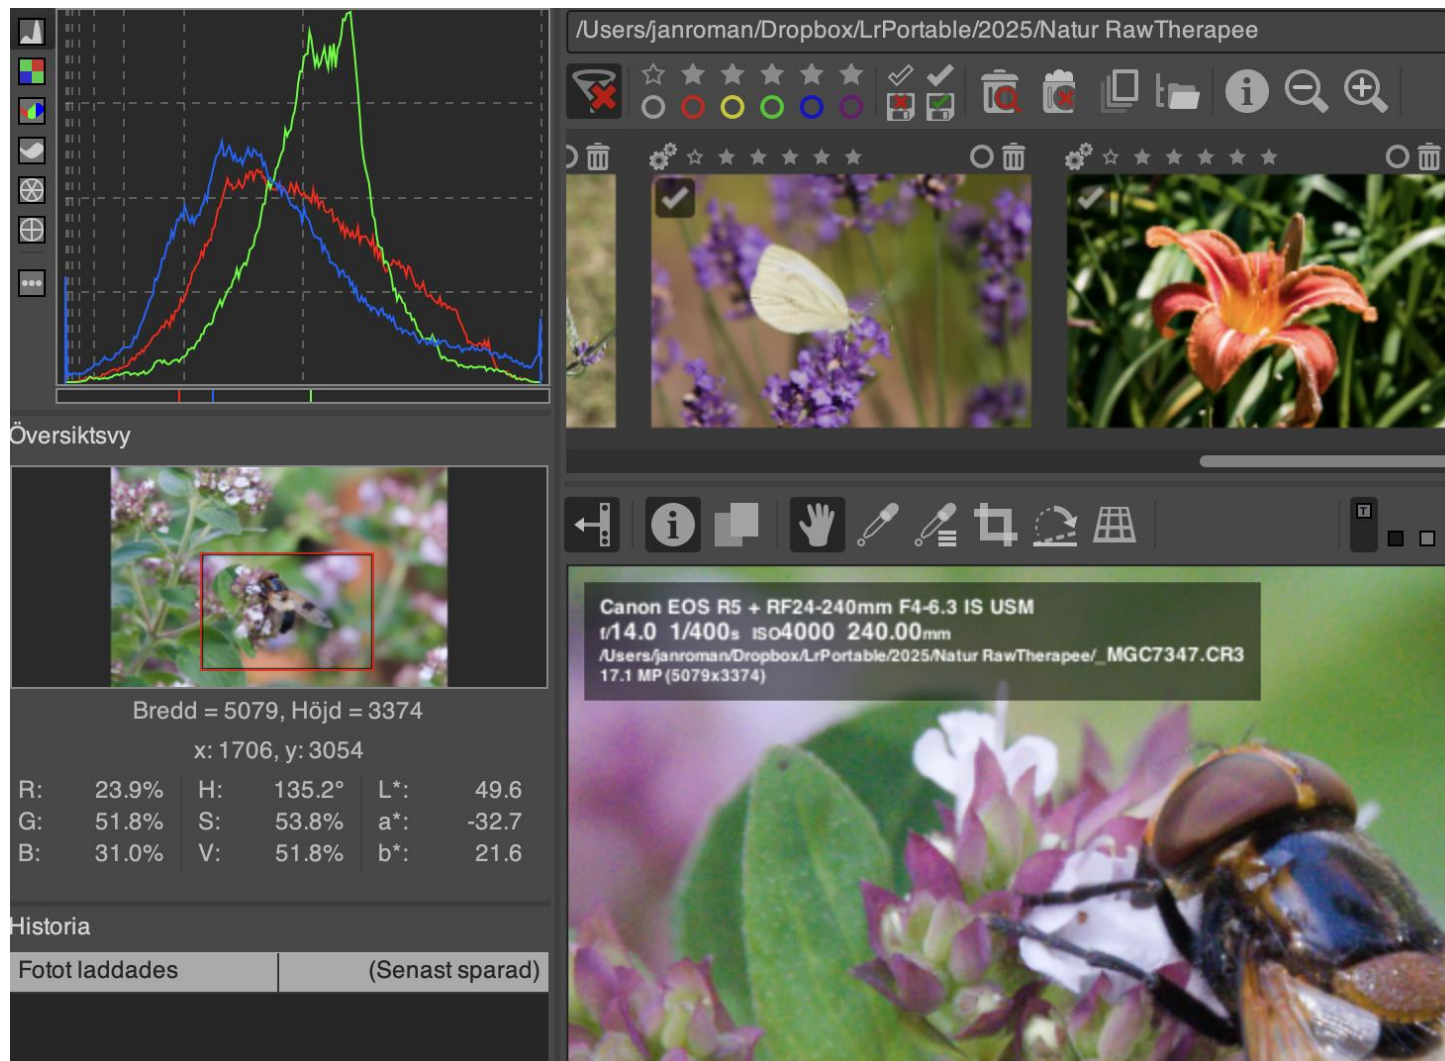 /Users/janroman/Dropbox/LrPortable/2025/Natur RawTherapee
Översiktsvy
Bredd = 5079, Höjd = 3374
x: 1706, y: 3054
R: 23.9% H: 135.2° L*: 49.6
G: 51.8% S: 53.8% a*: -32.7
B: 31.0% V: 51.8% b*: 21.6
Historia
Fotot laddades (Senast sparad)
T
Canon EOS R5 + RF24-240mm F4-6.3 IS USM
f/14.0 1/400s ISO4000 240.00mm
/Users/janroman/Dropbox/LrPortable/2025/Natur RawTherapee/_MGC7347.CR3
17.1 MP (5079x3374)